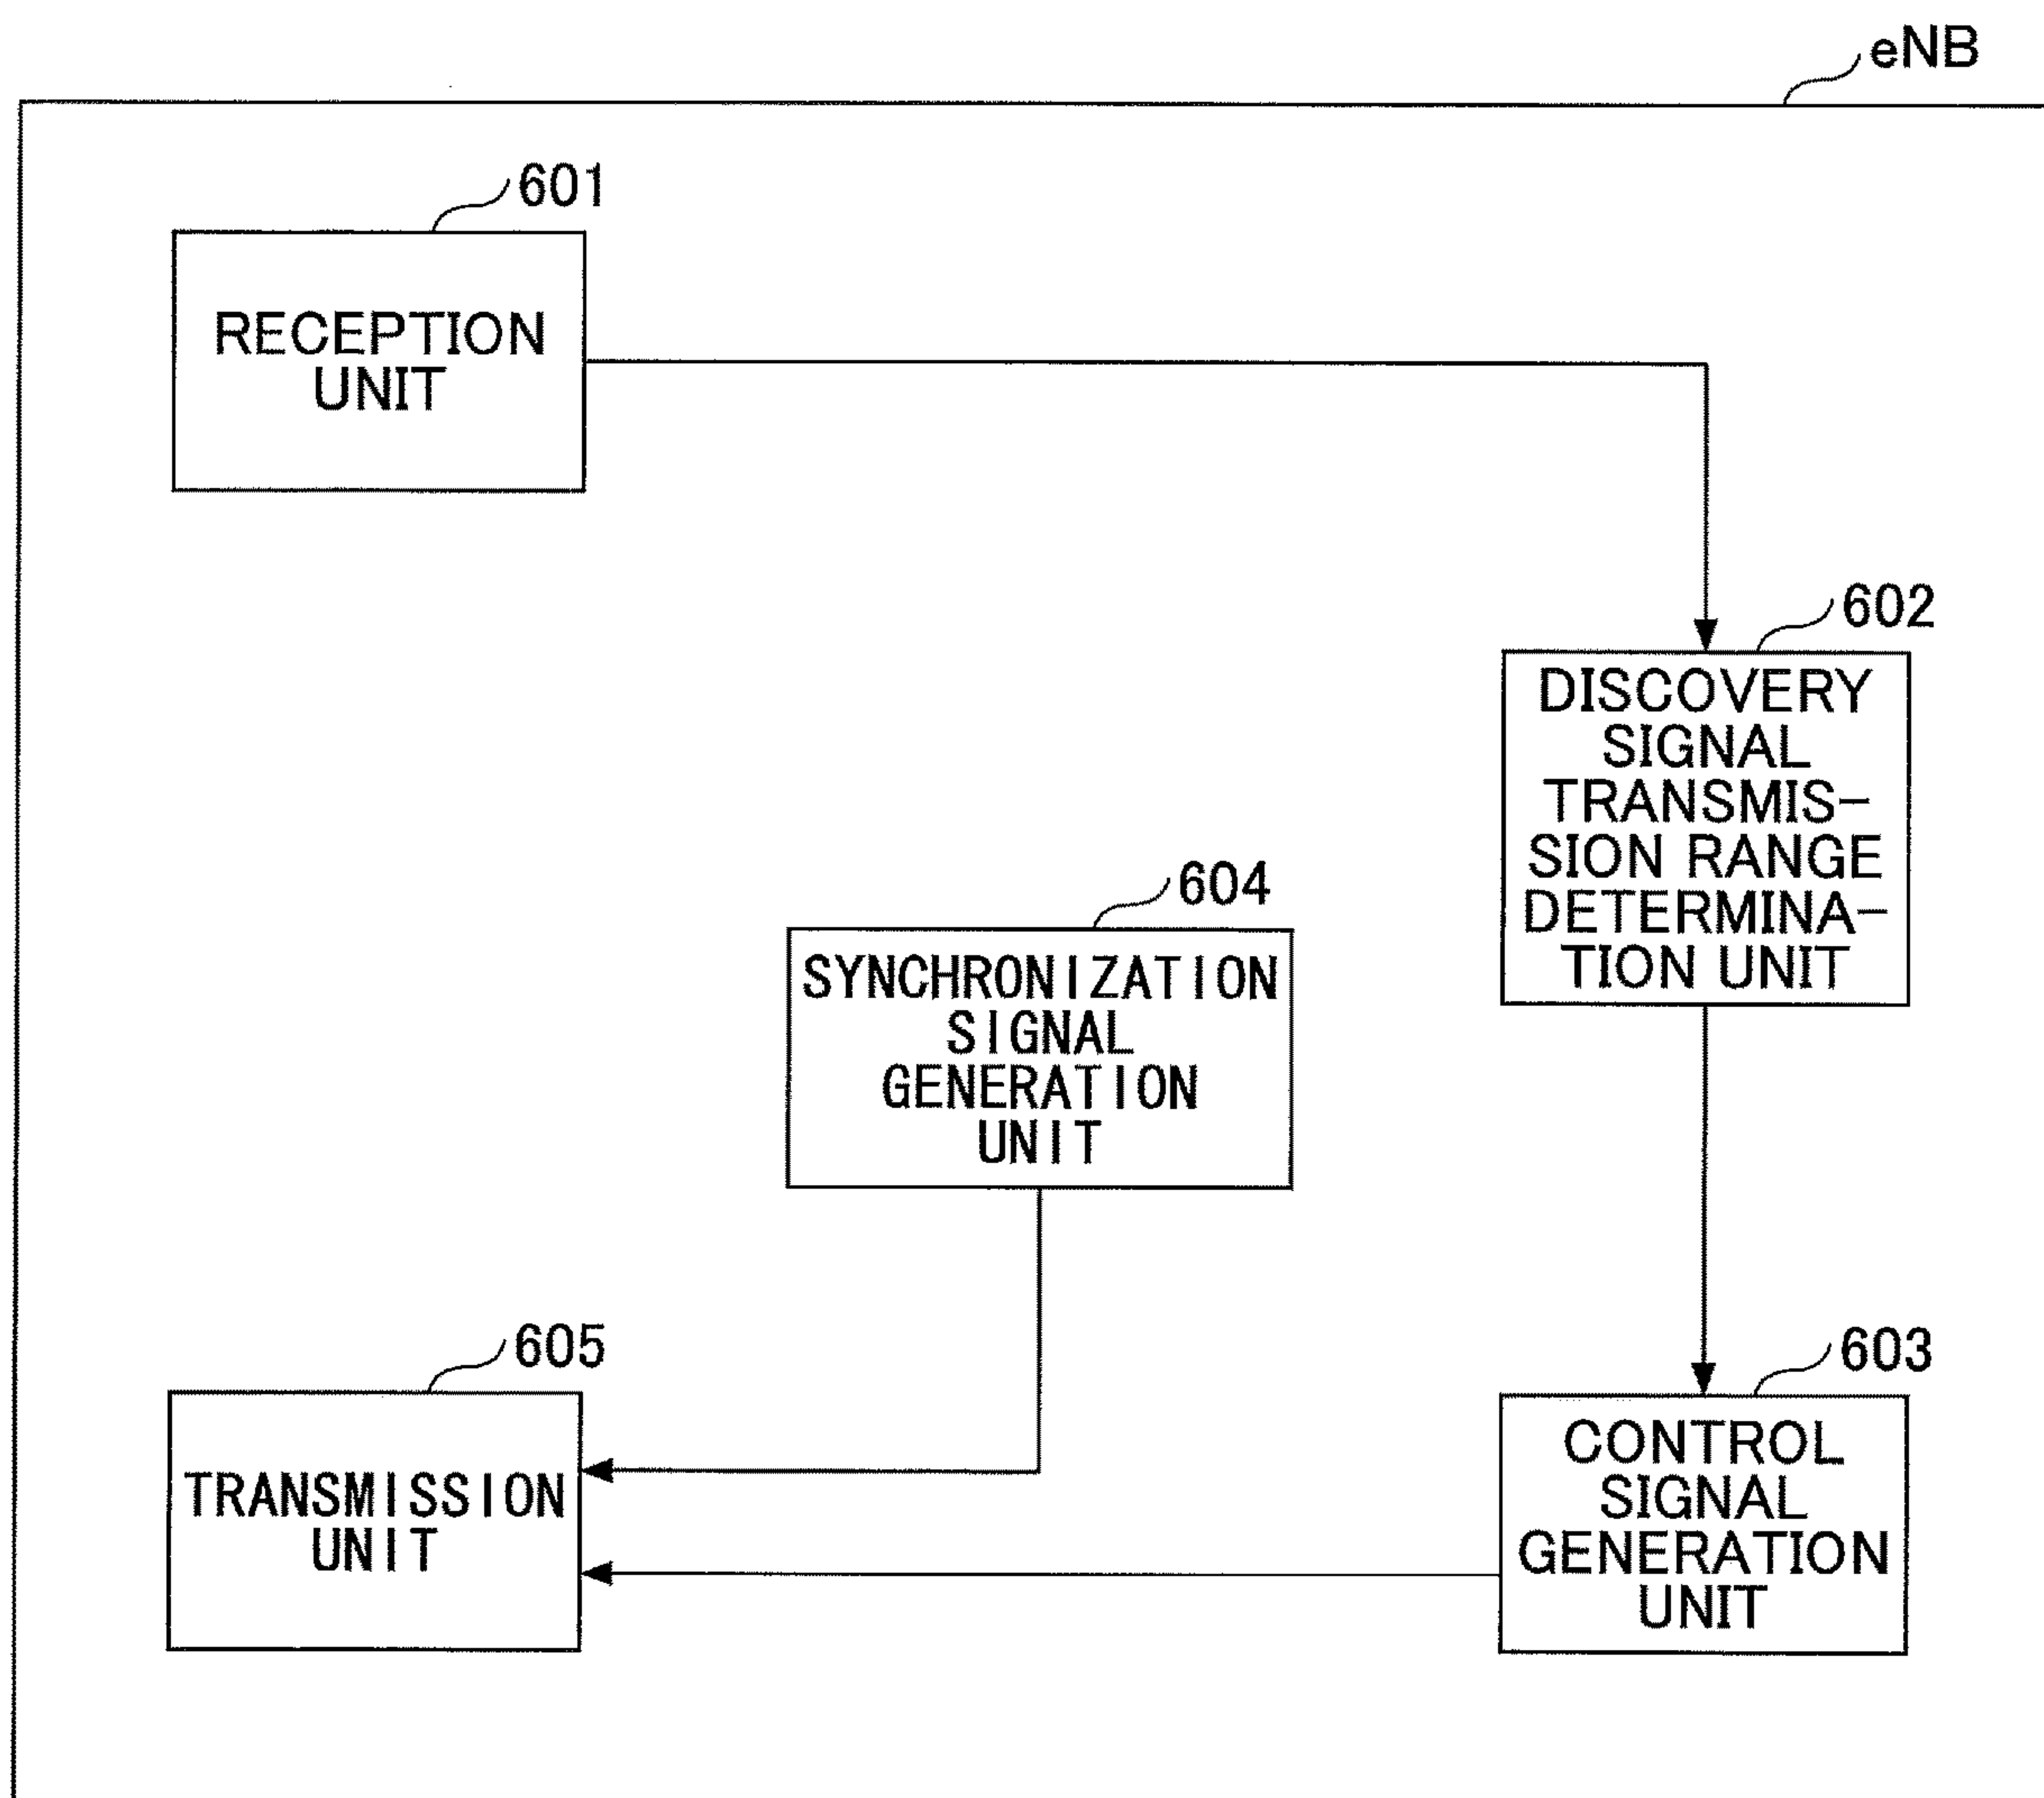 eNB
601
RECEPTION
UNIT
602
DISCOVERY
SIGNAL
TRANSMIS-
SION RANGE
DETERMINA-
TION UNIT
604
SYNCHRONIZATION
SIGNAL
GENERATION
UNIT
605
TRANSMISSION
UNIT
603
CONTROL
SIGNAL
GENERATION
UNIT